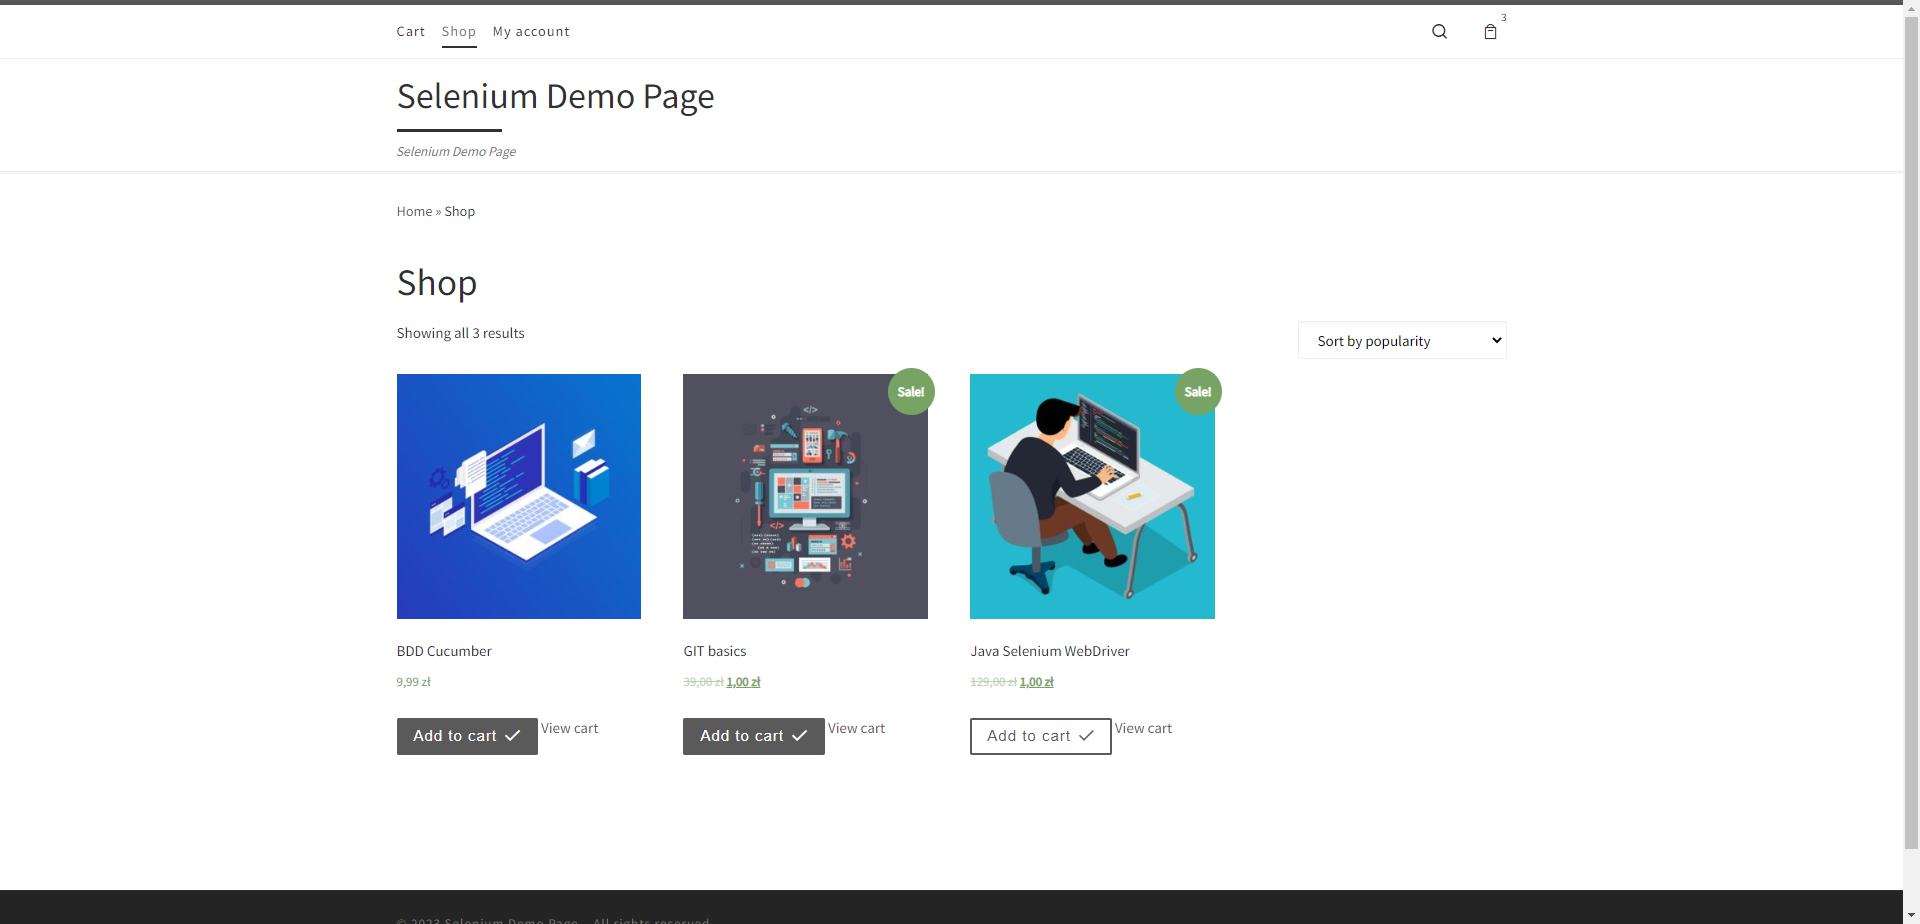 Cart Shop My account 3
Selenium Demo Page
Selenium Demo Page
Home » Shop
Shop
Showing all 3 results
Sort by popularity
Sale! Sale!
BDD Cucumber GIT basics Java Selenium WebDriver
9,99 zł 39,00 zł 1,00 zł 129,00 zł 1,00 zł
Add to cart View cart Add to cart View cart Add to cart View cart
© 2023 Selenium Demo Page – All rights reserved